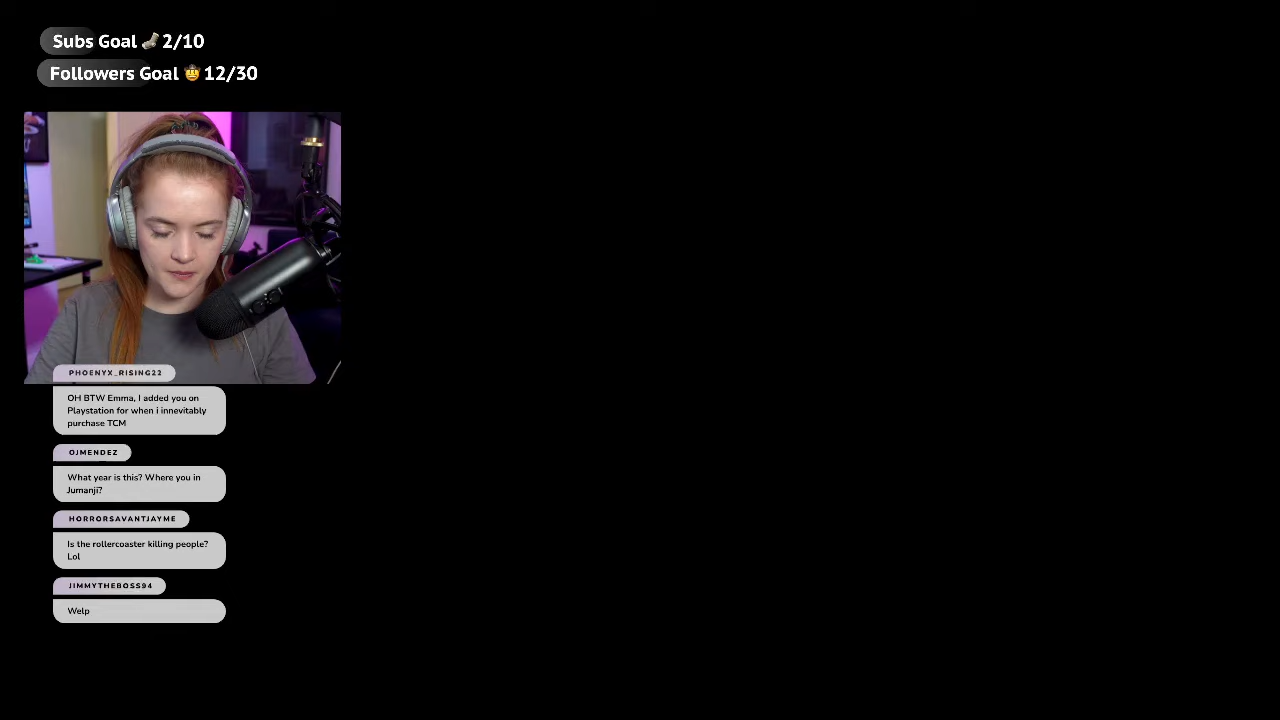 Subs Goal 🧦 2/10
Followers Goal 🤠 12/30
PHOENYX_RISING22
OH BTW Emma, I added you on
Playstation for when i innevitably
purchase TCM
OJMENDEZ
What year is this? Where you in
Jumanji?
HORRORSAVANTJAYME
Is the rollercoaster killing people?
Lol
JIMMYTHEBOSS94
Welp